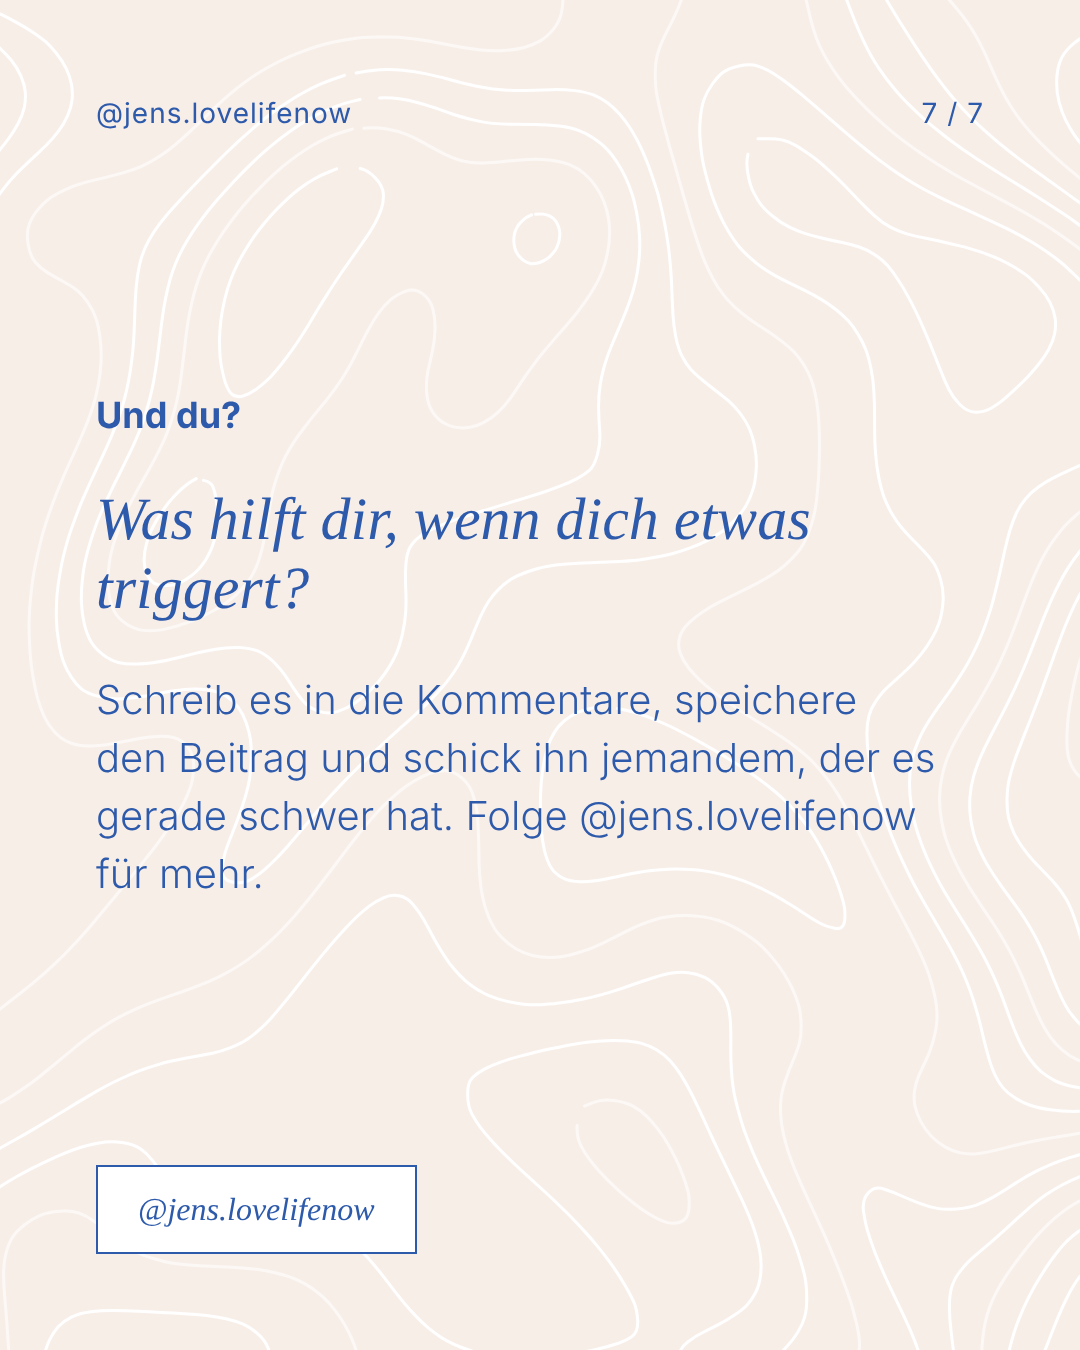 @jens.lovelifenow
7 / 7
Und du?
Was hilft dir, wenn dich etwas
triggert?
Schreib es in die Kommentare, speichere
den Beitrag und schick ihn jemandem, der es
gerade schwer hat. Folge @jens.lovelifenow
für mehr.
@jens.lovelifenow